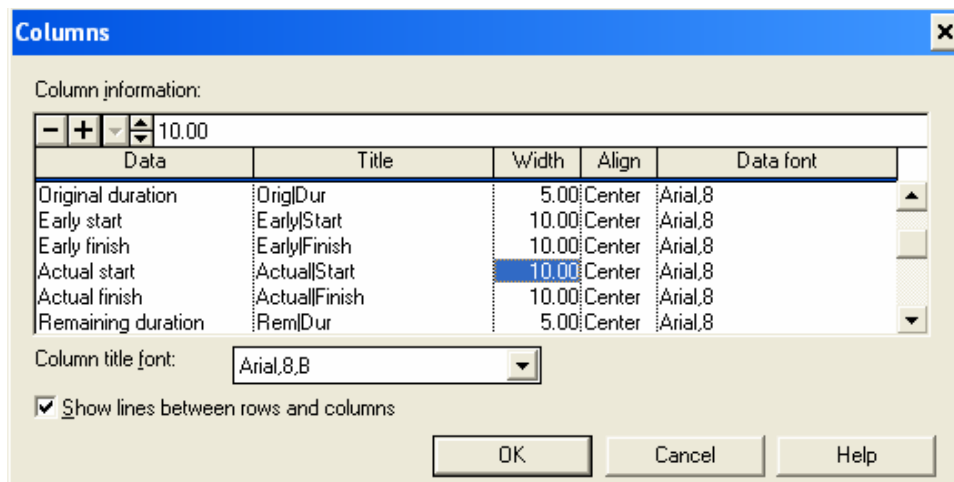 Columns
Column information:
10.00
Data Title Width Align Data font
Original duration Orig|Dur 5.00 Center Arial,8
Early start Early|Start 10.00 Center Arial,8
Early finish Early|Finish 10.00 Center Arial,8
Actual start Actual|Start 10.00 Center Arial,8
Actual finish Actual|Finish 10.00 Center Arial,8
Remaining duration Rem|Dur 5.00 Center Arial,8
Column title font: Arial,8,B
Show lines between rows and columns
OK Cancel Help